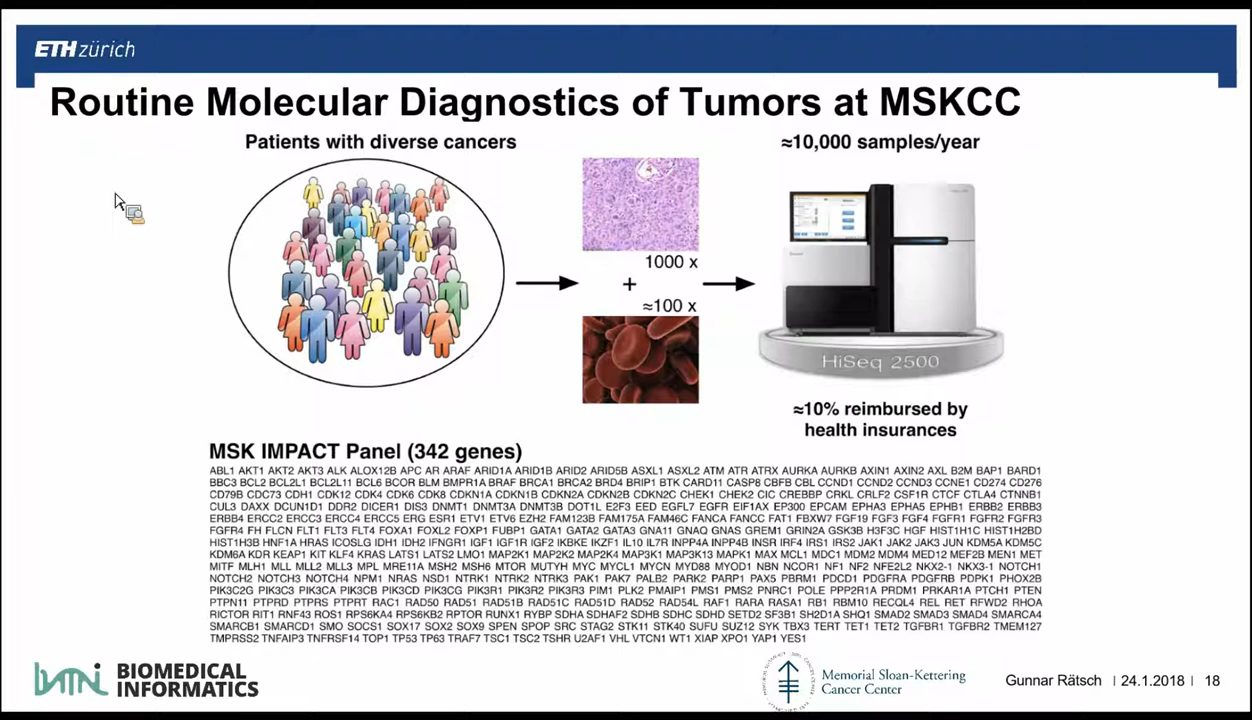 ETH zürich
Routine Molecular Diagnostics of Tumors at MSKCC
Patients with diverse cancers
≈10,000 samples/year
1000 x
+
≈100 x
HiSeq 2500
≈10% reimbursed by
health insurances
MSK IMPACT Panel (342 genes)
ABL1 AKT1 AKT2 AKT3 ALK ALOX12B APC AR ARAF ARID1A ARID1B ARID2 ARID5B ASXL1 ASXL2 ATM ATR ATRX AURKA AURKB AXIN1 AXIN2 AXL B2M BAP1 BARD1
BBC3 BCL2 BCL2L1 BCL2L11 BCL6 BCOR BLM BMPR1A BRAF BRCA1 BRCA2 BRD4 BRIP1 BTK CARD11 CASP8 CBFB CBL CCND1 CCND2 CCND3 CCNE1 CD274 CD276
CD79B CDC73 CDH1 CDK12 CDK4 CDK6 CDK8 CDKN1A CDKN1B CDKN2A CDKN2B CDKN2C CHEK1 CHEK2 CIC CREBBP CRKL CRLF2 CSF1R CTCF CTLA4 CTNNB1
CUL3 DAXX DCUN1D1 DDR2 DICER1 DIS3 DNMT1 DNMT3A DNMT3B DOT1L E2F3 EED EGFL7 EGFR EIF1AX EP300 EPCAM EPHA3 EPHA5 EPHB1 ERBB2 ERBB3
ERBB4 ERCC2 ERCC3 ERCC4 ERCC5 ERG ESR1 ETV1 ETV6 EZH2 FAM123B FAM175A FAM46C FANCA FANCC FAT1 FBXW7 FGF19 FGF3 FGF4 FGFR1 FGFR2 FGFR3
FGFR4 FH FLCN FLT1 FLT3 FLT4 FOXA1 FOXL2 FOXP1 FUBP1 GATA1 GATA2 GATA3 GNA11 GNAQ GNAS GREM1 GRIN2A GSK3B H3F3C HGF HIST1H1C HIST1H2BD
HIST1H3B HNF1A HRAS ICOSLG IDH1 IDH2 IFNGR1 IGF1 IGF1R IGF2 IKBKE IKZF1 IL10 IL7R INPP4A INPP4B INSR IRF4 IRS1 IRS2 JAK1 JAK2 JAK3 JUN KDM5A KDM5C
KDM6A KDR KEAP1 KIT KLF4 KRAS LATS1 LATS2 LMO1 MAP2K1 MAP2K2 MAP2K4 MAP3K1 MAP3K13 MAPK1 MAX MCL1 MDC1 MDM2 MDM4 MED12 MEF2B MEN1 MET
MITF MLH1 MLL MLL2 MLL3 MPL MRE11A MSH2 MSH6 MTOR MUTYH MYC MYCL1 MYCN MYD88 MYOD1 NBN NCOR1 NF1 NF2 NFE2L2 NKX2-1 NKX3-1 NOTCH1
NOTCH2 NOTCH3 NOTCH4 NPM1 NRAS NSD1 NTRK1 NTRK2 NTRK3 PAK1 PAK7 PALB2 PARK2 PARP1 PAX5 PBRM1 PDCD1 PDGFRA PDGFRB PDPK1 PHOX2B
PIK3C2G PIK3C3 PIK3CA PIK3CB PIK3CD PIK3CG PIK3R1 PIK3R2 PIK3R3 PIM1 PLK2 PMAIP1 PMS1 PMS2 PNRC1 POLE PPP2R1A PRDM1 PRKAR1A PTCH1 PTEN
PTPN11 PTPRD PTPRS PTPRT RAC1 RAD50 RAD51 RAD51B RAD51C RAD51D RAD52 RAD54L RAF1 RARA RASA1 RB1 RBM10 RECQL4 REL RET RFWD2 RHOA
RICTOR RIT1 RNF43 ROS1 RPS6KA4 RPS6KB2 RPTOR RUNX1 RYBP SDHA SDHAF2 SDHB SDHC SDHD SETD2 SF3B1 SH2D1A SHQ1 SMAD2 SMAD3 SMAD4 SMARCA4
SMARCB1 SMARCD1 SMO SOCS1 SOX17 SOX2 SOX9 SPEN SPOP SRC STAG2 STK11 STK40 SUFU SUZ12 SYK TBX3 TERT TET1 TET2 TGFBR1 TGFBR2 TMEM127
TMPRSS2 TNFAIP3 TNFRSF14 TOP1 TP53 TP63 TRAF7 TSC1 TSC2 TSHR U2AF1 VHL VTCN1 WT1 XIAP XPO1 YAP1 YES1
BIOMEDICAL
INFORMATICS
Memorial Sloan-Kettering
Cancer Center
Gunnar Rätsch | 24.1.2018 | 18